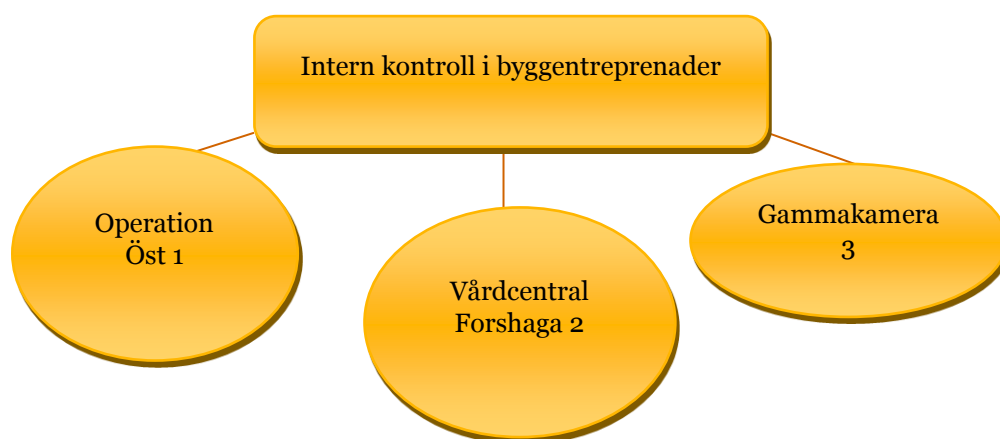 Intern kontroll i byggentreprenader
Operation
Öst 1
Vårdcentral
Forshaga 2
Gammakamera
3